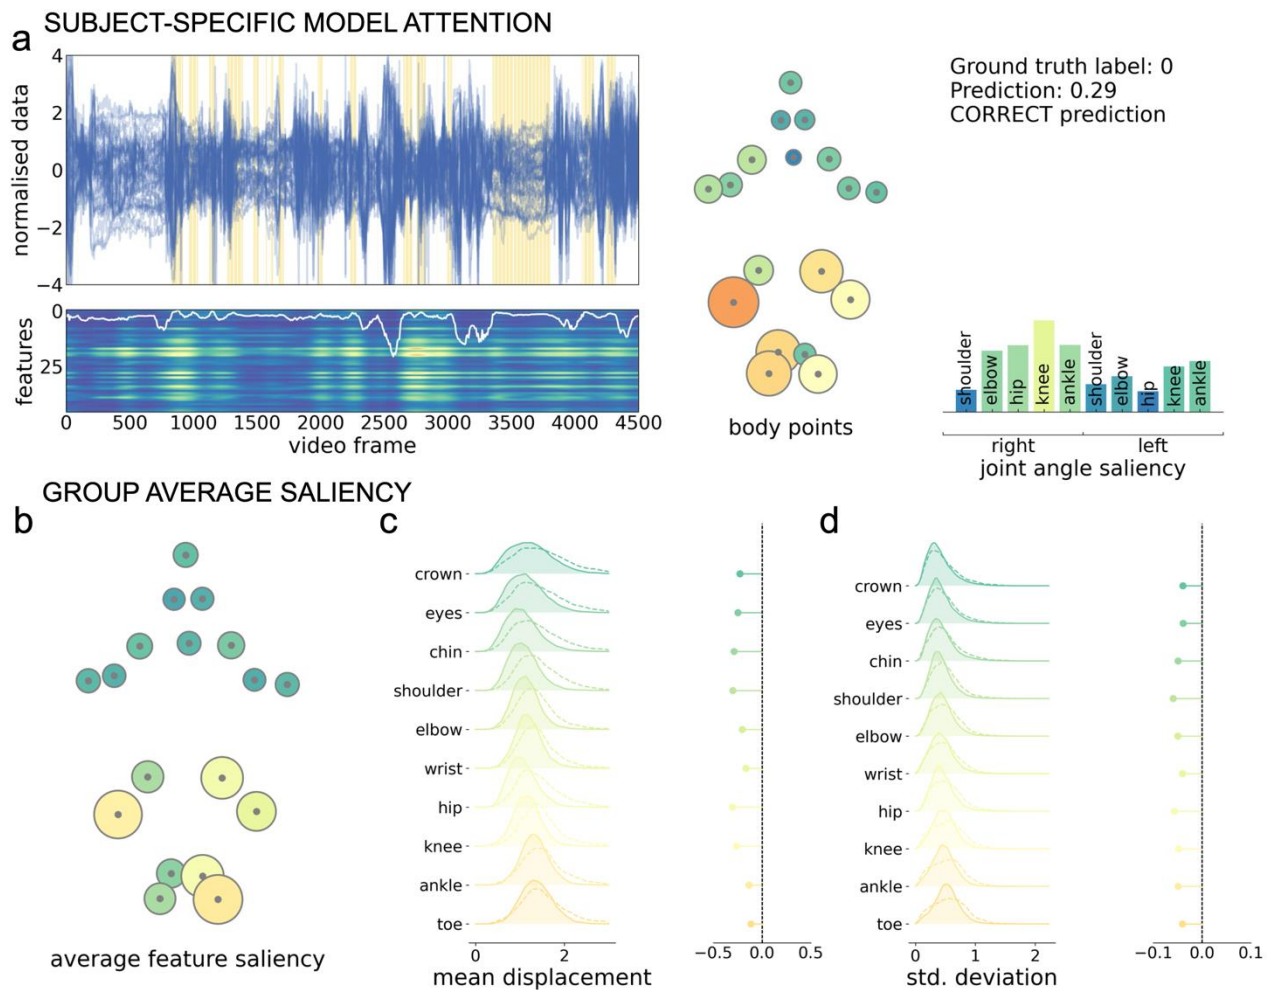 SUBJECT-SPECIFIC MODEL ATTENTION
a
normalised data
4
2
0
−2
−4
features
0
25
0 500 1000 1500 2000 2500 3000 3500 4000 4500
video frame
body points
Ground truth label: 0
Prediction: 0.29
CORRECT prediction
shoulder elbow hip knee ankle shoulder elbow hip knee ankle
right left
joint angle saliency
GROUP AVERAGE SALIENCY
b
average feature saliency
c
crown
eyes
chin
shoulder
elbow
wrist
hip
knee
ankle
toe
0 2
mean displacement
−0.5 0.0 0.5
d
crown
eyes
chin
shoulder
elbow
wrist
hip
knee
ankle
toe
0 1 2
std. deviation
−0.1 0.0 0.1